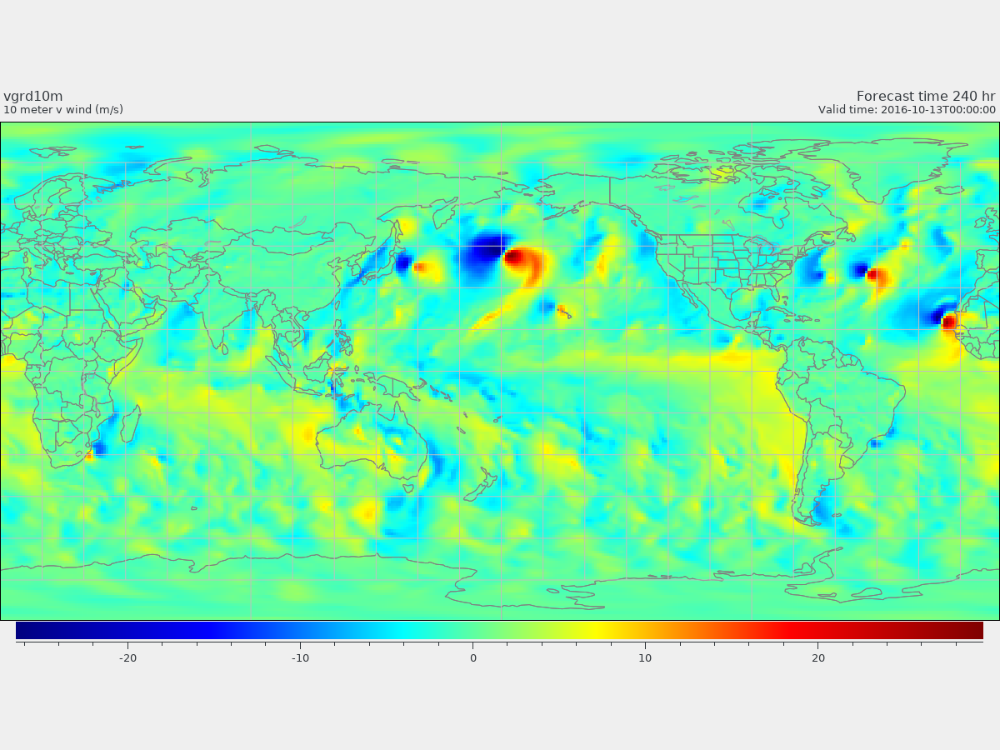 vgrd10m
10 meter v wind (m/s)
Forecast time 240 hr
Valid time: 2016-10-13T00:00:00
-20
-10
0
10
20